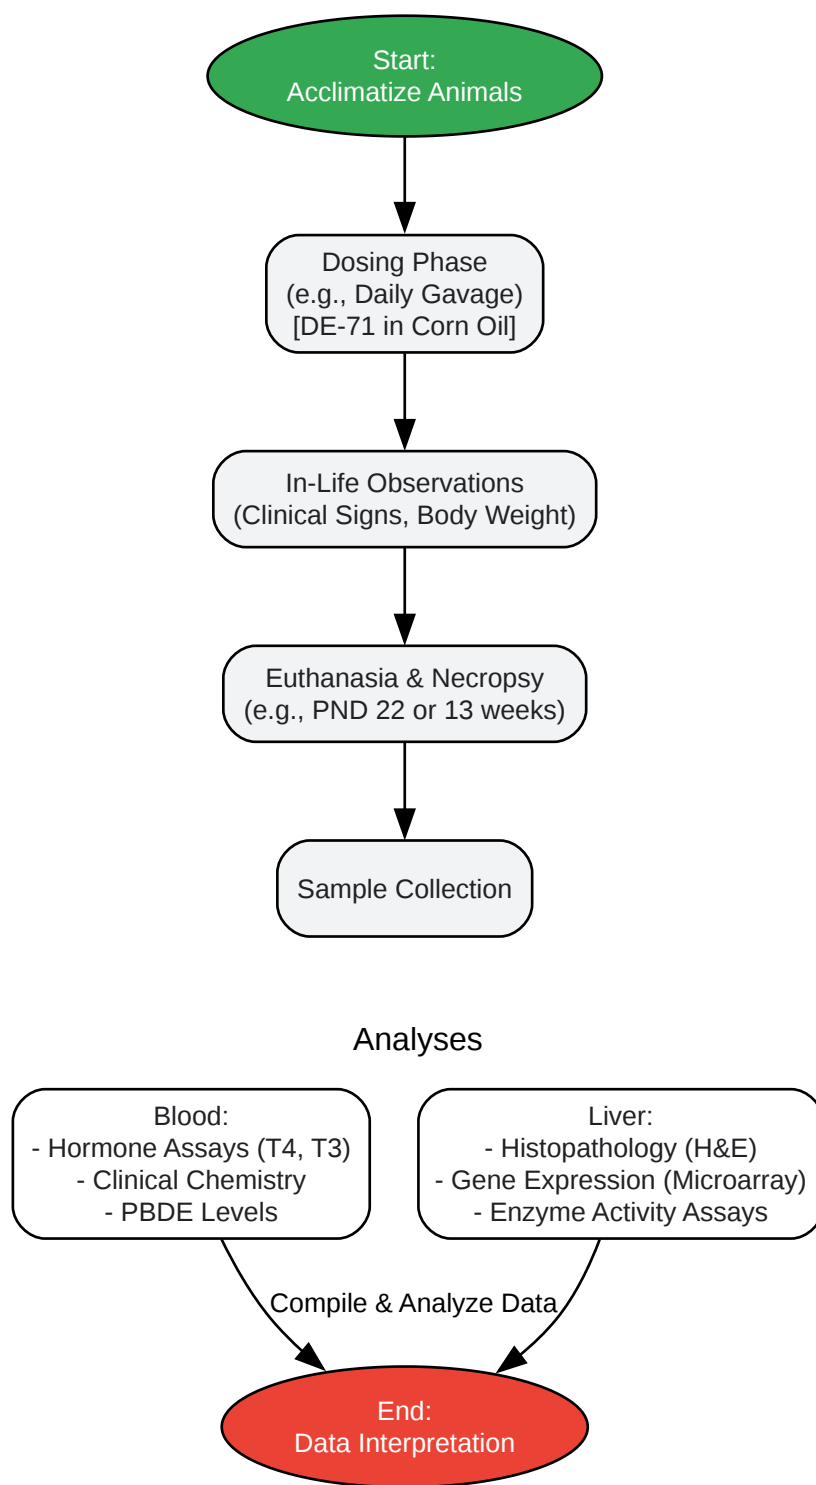 Start:
Acclimatize Animals
Dosing Phase
(e.g., Daily Gavage)
[DE-71 in Corn Oil]
In-Life Observations
(Clinical Signs, Body Weight)
Euthanasia & Necropsy
(e.g., PND 22 or 13 weeks)
Sample Collection
Analyses
Blood:
- Hormone Assays (T4, T3)
- Clinical Chemistry
- PBDE Levels
Liver:
- Histopathology (H&E)
- Gene Expression (Microarray)
- Enzyme Activity Assays
Compile & Analyze Data
End:
Data Interpretation